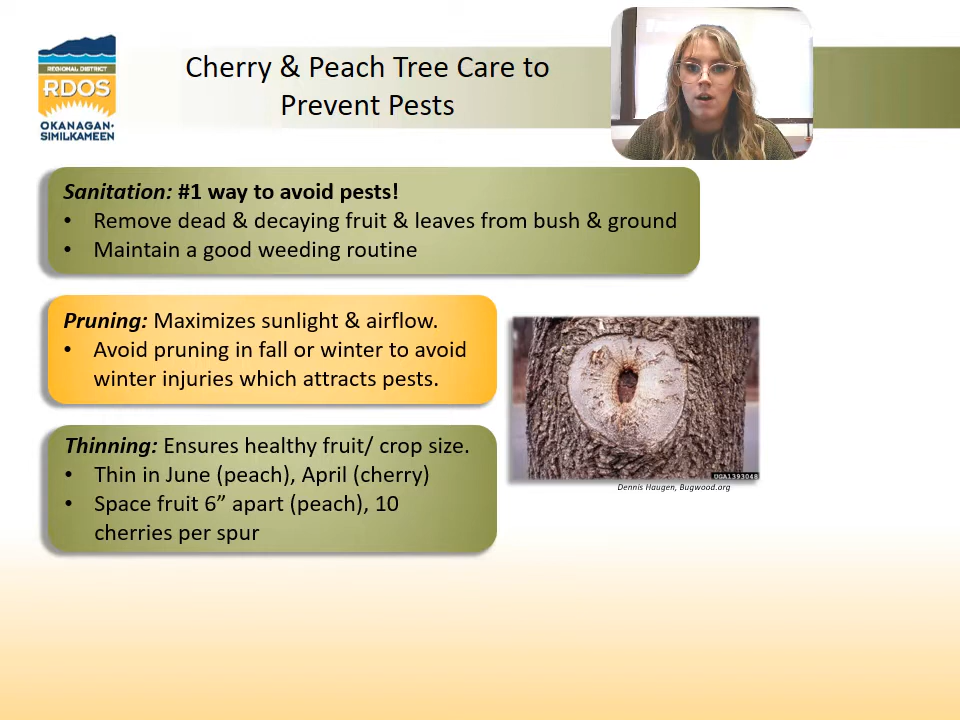 REGIONAL DISTRICT
RDOS
OKANAGAN-
SIMILKAMEEN
Cherry & Peach Tree Care to
Prevent Pests
Sanitation: #1 way to avoid pests!
• Remove dead & decaying fruit & leaves from bush & ground
• Maintain a good weeding routine
Pruning: Maximizes sunlight & airflow.
• Avoid pruning in fall or winter to avoid
winter injuries which attracts pests.
Thinning: Ensures healthy fruit/ crop size.
• Thin in June (peach), April (cherry)
• Space fruit 6” apart (peach), 10
cherries per spur
UGA1393048
Dennis Haugen, Bugwood.org